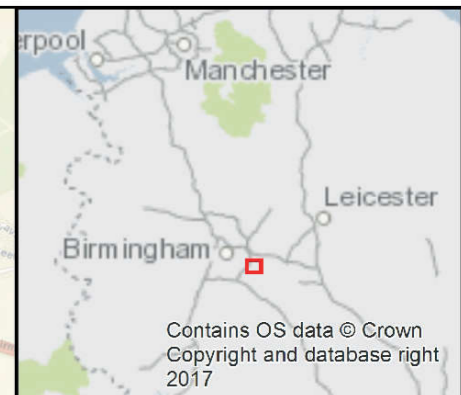 erpool
Manchester
Leicester
Birmingham
Contains OS data © Crown
Copyright and database right
2017